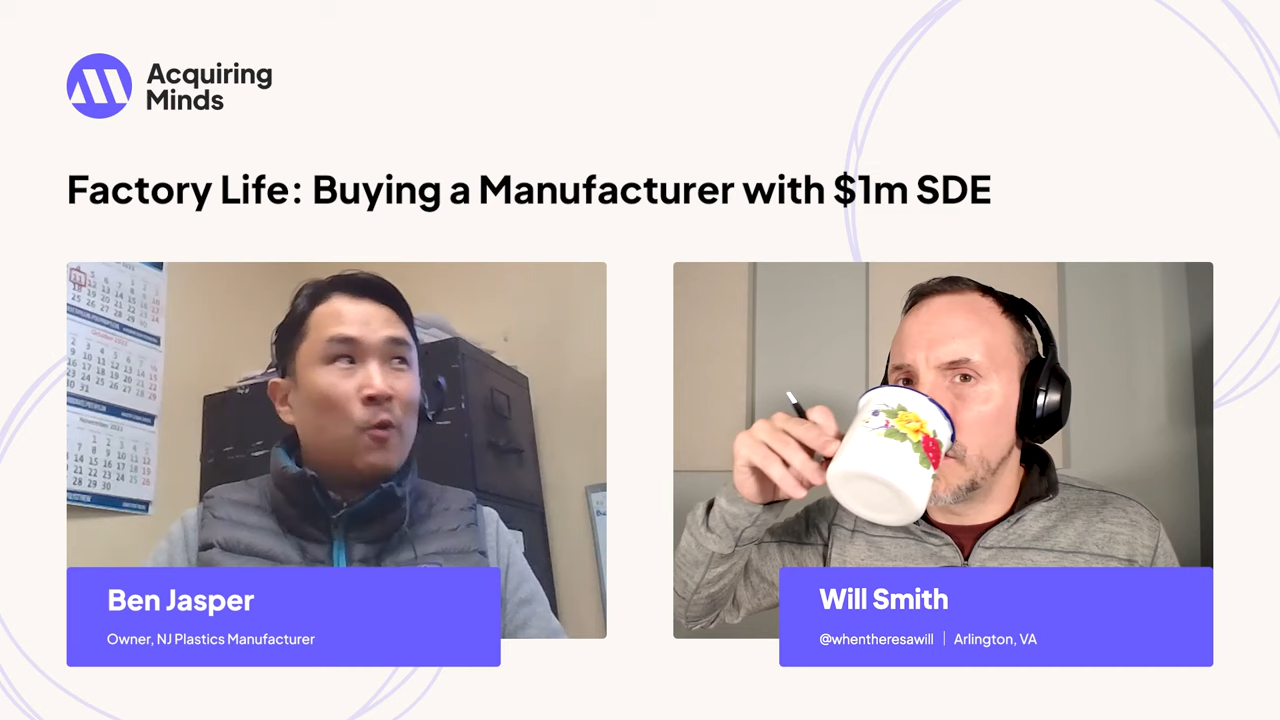 Acquiring
Minds
Factory Life: Buying a Manufacturer with $1m SDE
Ben Jasper
Owner, NJ Plastics Manufacturer
Will Smith
@whentheresawill | Arlington, VA